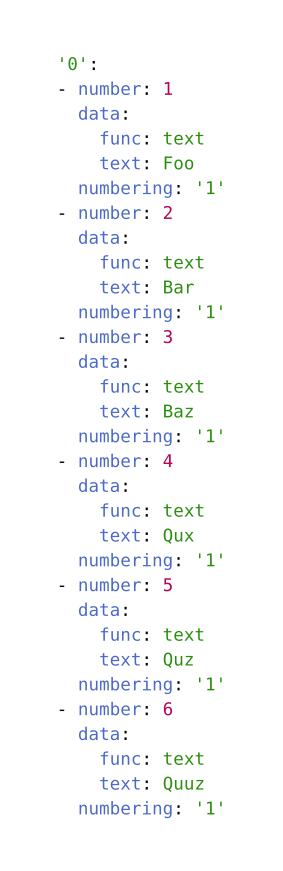 '0':
- number: 1
  data:
    func: text
    text: Foo
  numbering: '1'
- number: 2
  data:
    func: text
    text: Bar
  numbering: '1'
- number: 3
  data:
    func: text
    text: Baz
  numbering: '1'
- number: 4
  data:
    func: text
    text: Qux
  numbering: '1'
- number: 5
  data:
    func: text
    text: Quz
  numbering: '1'
- number: 6
  data:
    func: text
    text: Quuz
  numbering: '1'